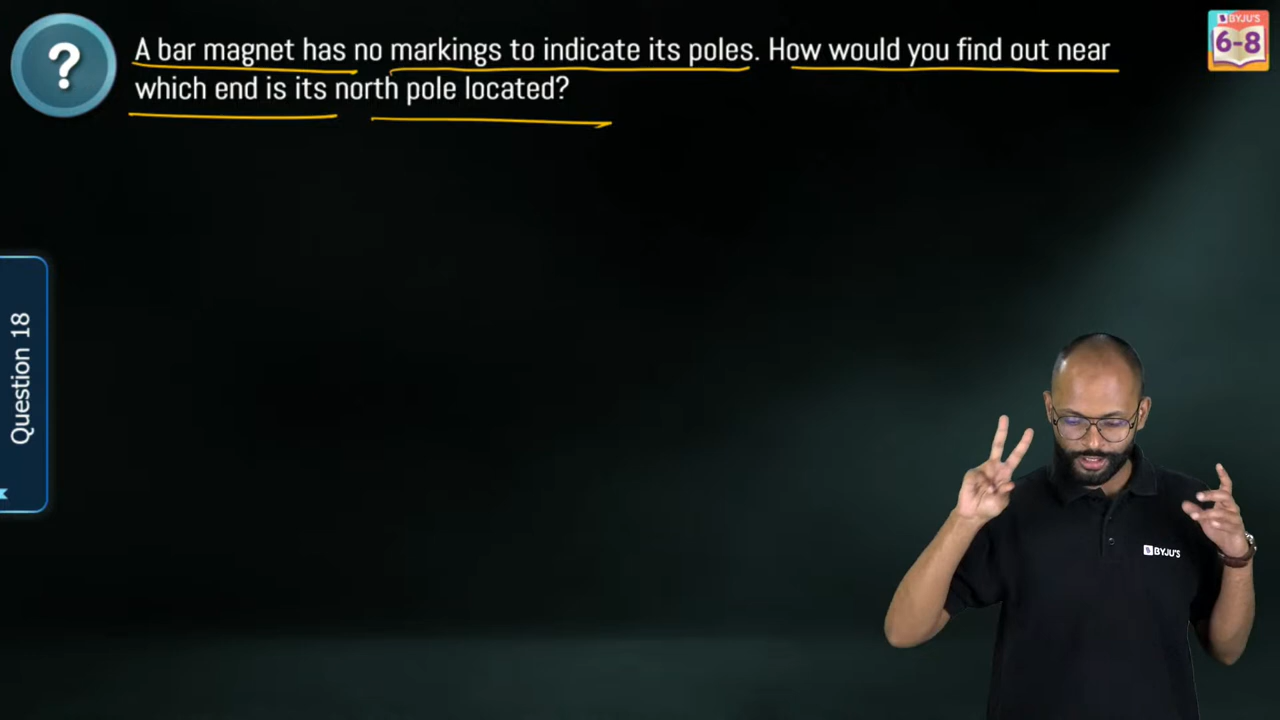 A bar magnet has no markings to indicate its poles. How would you find out near
which end is its north pole located?
?
BYJU'S
6-8
Question 18
BYJU'S